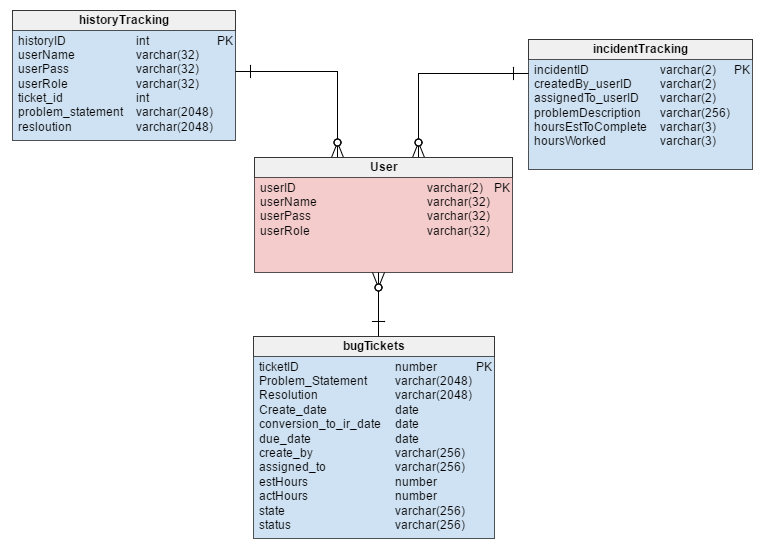 historyTracking
historyID int PK
userName varchar(32)
userPass varchar(32)
userRole varchar(32)
ticket_id int
problem_statement varchar(2048)
resloution varchar(2048)
incidentTracking
incidentID varchar(2) PK
createdBy_userID varchar(2)
assignedTo_userID varchar(2)
problemDescription varchar(256)
hoursEstToComplete varchar(3)
hoursWorked varchar(3)
User
userID varchar(2) PK
userName varchar(32)
userPass varchar(32)
userRole varchar(32)
bugTickets
ticketID number PK
Problem_Statement varchar(2048)
Resolution varchar(2048)
Create_date date
conversion_to_ir_date date
due_date date
create_by varchar(256)
assigned_to varchar(256)
estHours number
actHours number
state varchar(256)
status varchar(256)